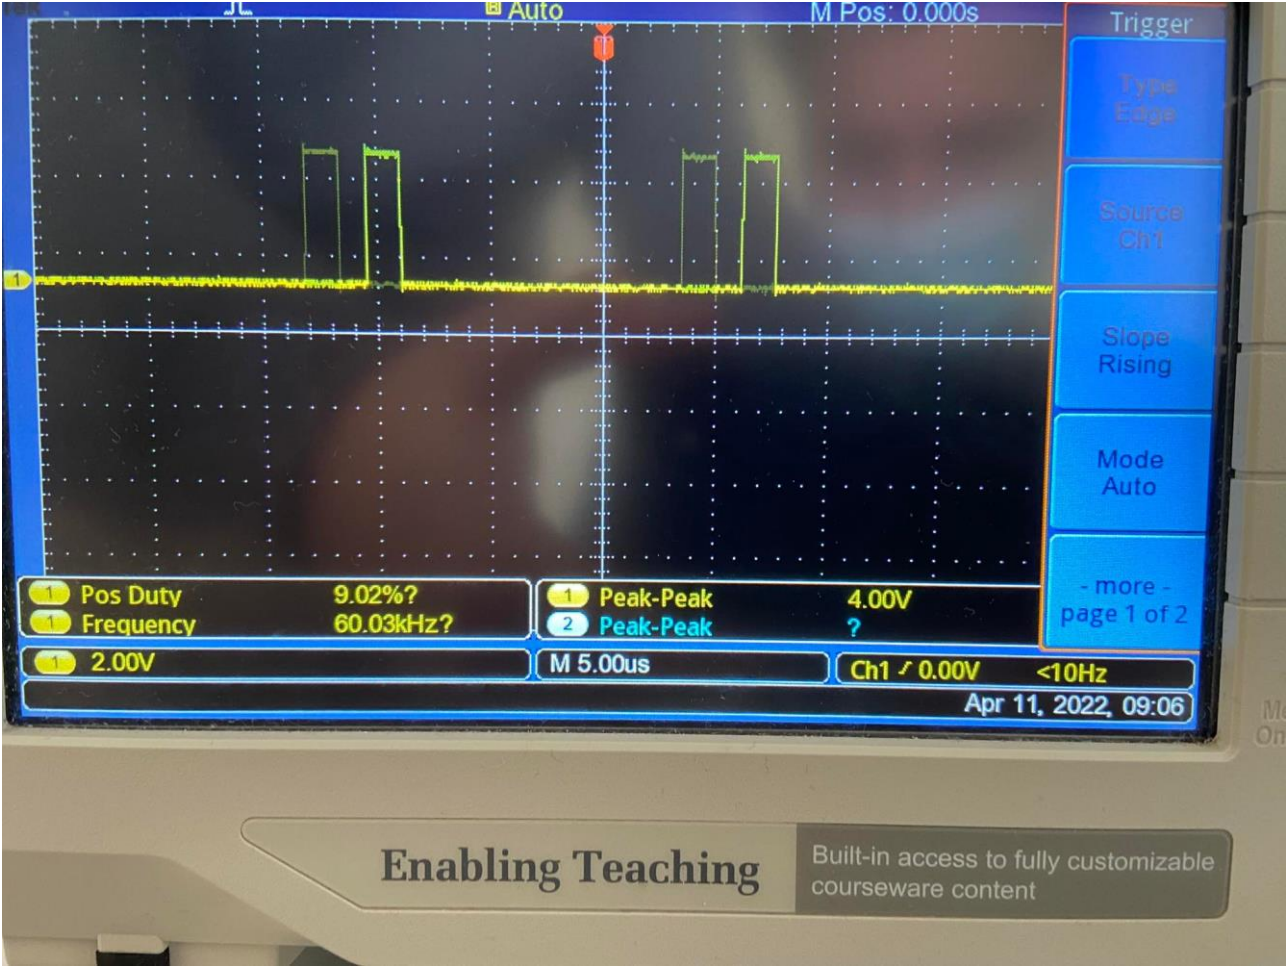 Auto
M Pos: 0.000s
Trigger
Type
Edge
Source
Ch1
Slope
Rising
Mode
Auto
- more -
page 1 of 2
1
1 Pos Duty 9.02%?
1 Frequency 60.03kHz?
1 Peak-Peak 4.00V
2 Peak-Peak ?
1 2.00V
M 5.00us
Ch1 0.00V <10Hz
Apr 11, 2022, 09:06
Enabling Teaching
Built-in access to fully customizable
courseware content